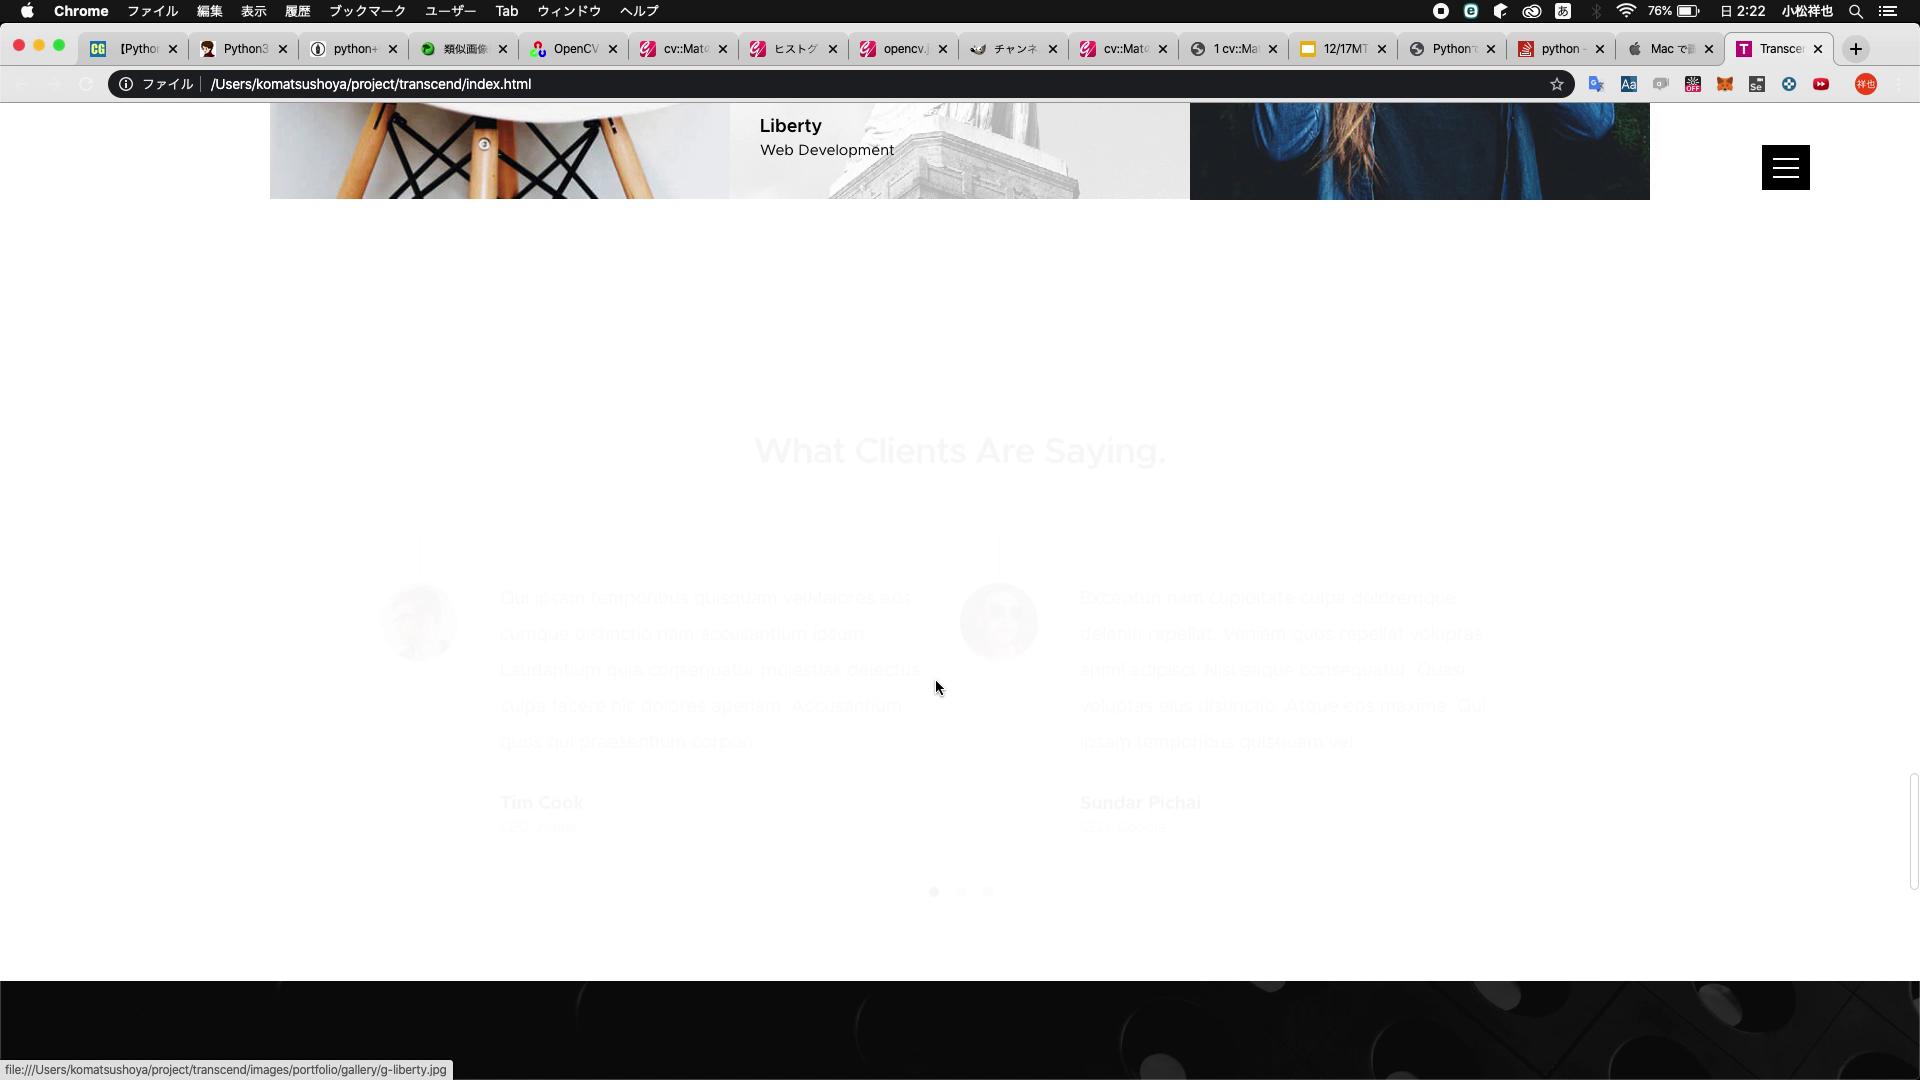 Chrome ファイル 編集 表示 履歴 ブックマーク ユーザー Tab ウィンドウ ヘルプ 76% 日 2:22 小松祥也
【Pytho Python3 python+ 類似画像 OpenCV cv::Mat ヒストグ opencv. チャンネ cv::Mat 1 cv::Ma 12/17MT Python python - Mac で Transce
ファイル /Users/komatsushoya/project/transcend/index.html
Liberty
Web Development
What Clients Are Saying.
Qui ipsam temporibus quisquam velMaiores eos
cumque distinctio nam accusantium ipsum.
Laudantium quia consequatur molestias delectus
culpa facere hic dolores aperiam. Accusantium
quos qui praesentium corpori.
Tim Cook
CEO, Apple
Excepturi nam cupiditate culpa doloremque
deleniti repellat. Veniam quos repellat voluptas
animi adipisci. Nisi eaque consequatur. Quasi
voluptas eius distinctio. Atque eos maxime. Qui
ipsam temporibus quisquam vel.
Sundar Pichai
CEO, Google
file:///Users/komatsushoya/project/transcend/images/portfolio/gallery/g-liberty.jpg